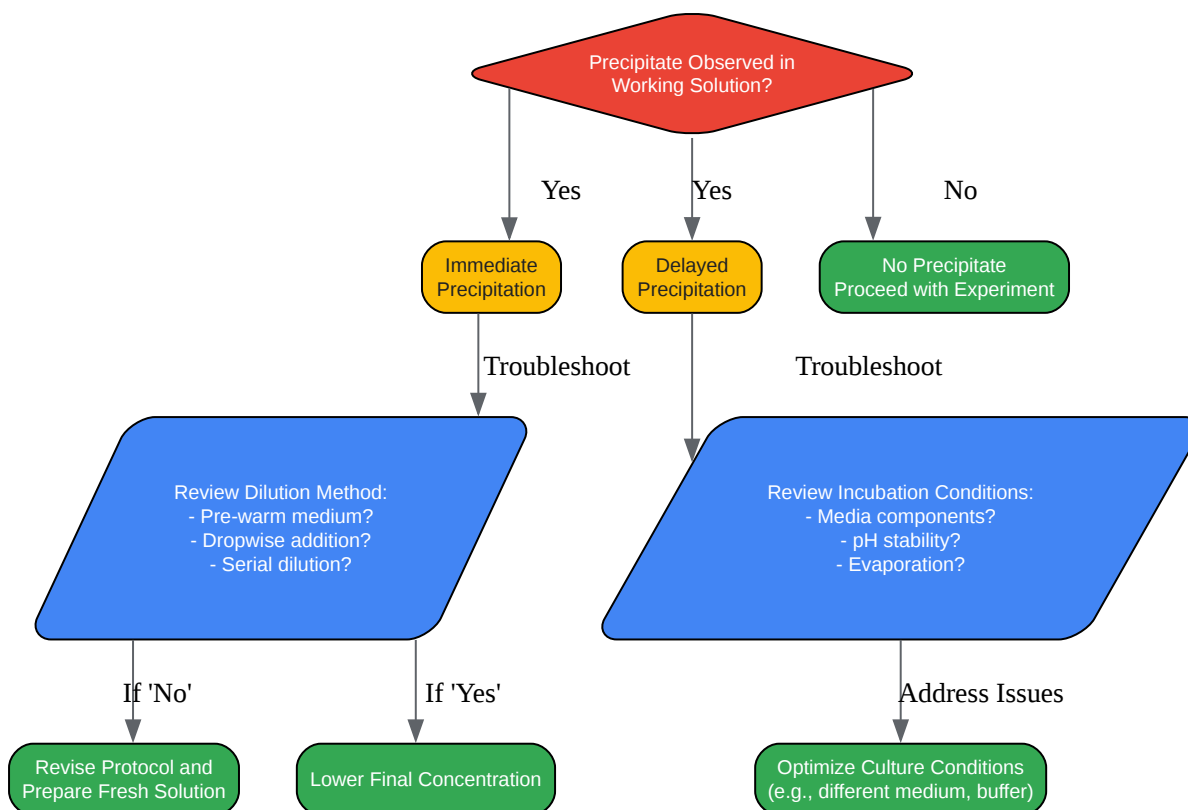 Precipitate Observed in
Working Solution?
Yes
Yes
No
Immediate
Precipitation
Delayed
Precipitation
No Precipitate
Proceed with Experiment
Troubleshoot
Troubleshoot
Review Dilution Method:
- Pre-warm medium?
- Dropwise addition?
- Serial dilution?
Review Incubation Conditions:
- Media components?
- pH stability?
- Evaporation?
If 'No'
If 'Yes'
Address Issues
Revise Protocol and
Prepare Fresh Solution
Lower Final Concentration
Optimize Culture Conditions
(e.g., different medium, buffer)